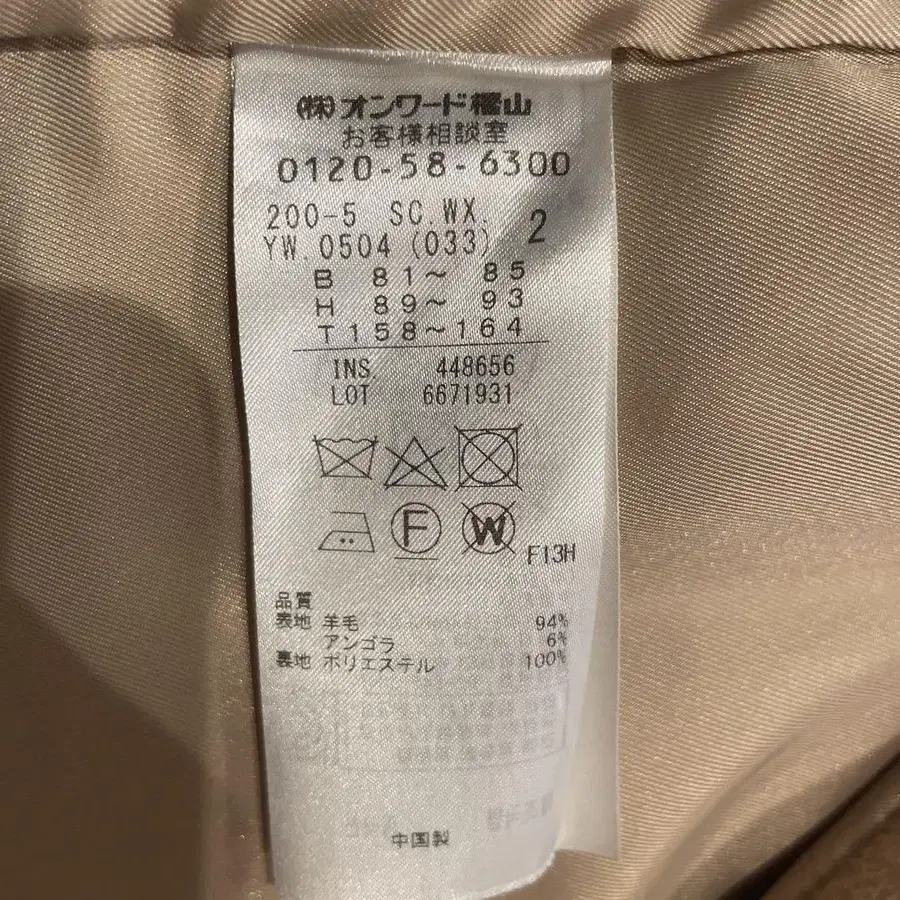 (株)オンワード樫山
お客様相談室
0120-58-6300
200-5 SC.WX. 2
YW.0504 (033)
B 81~ 85
H 89~ 93
T158~164
INS 448656
LOT 6671931
F
W
F13H
品質
表地 羊毛 94%
アンゴラ 6%
裏地 ポリエステル 100%
中国製